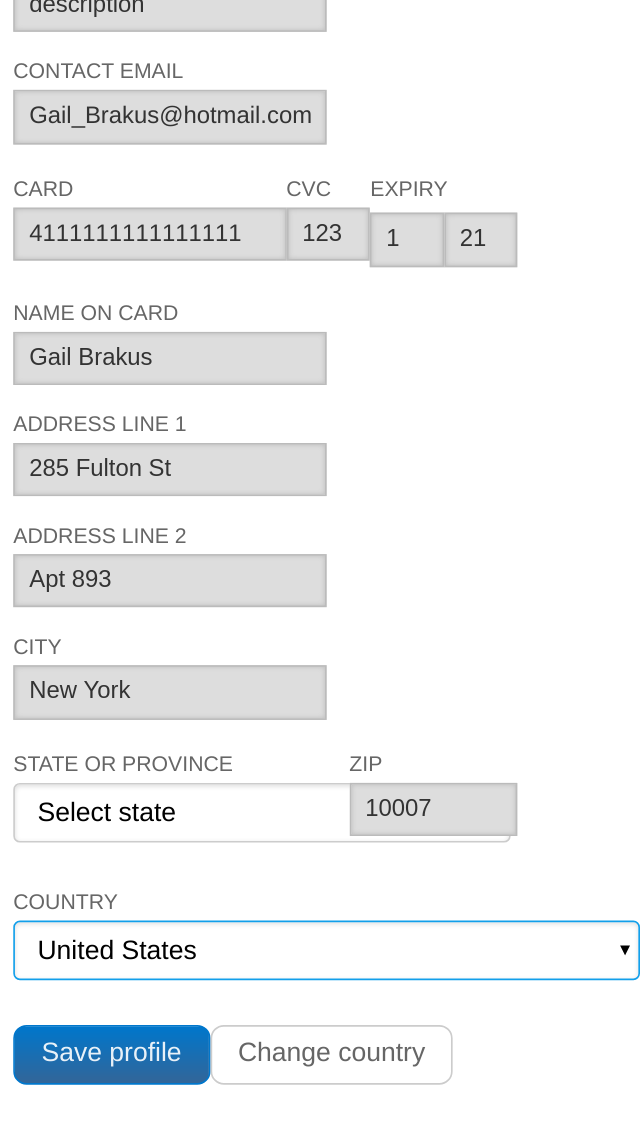 description
CONTACT EMAIL
Gail_Brakus@hotmail.com
CARD CVC EXPIRY
4111111111111111 123 1 21
NAME ON CARD
Gail Brakus
ADDRESS LINE 1
285 Fulton St
ADDRESS LINE 2
Apt 893
CITY
New York
STATE OR PROVINCE ZIP
Select state 10007
COUNTRY
United States
Save profile Change country